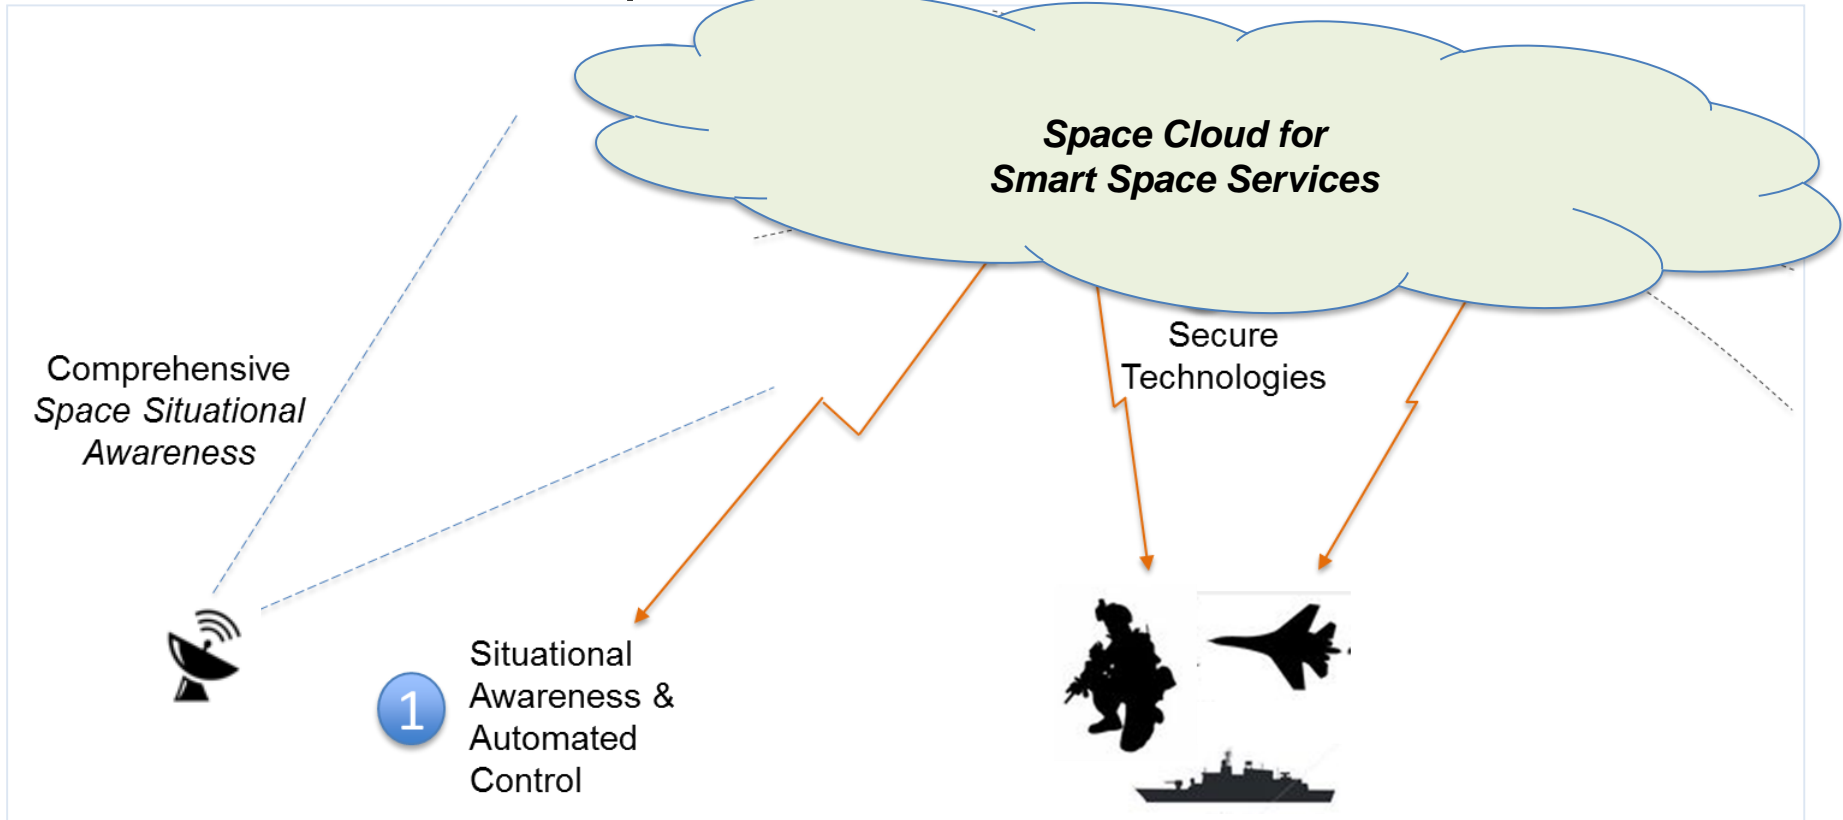 Space Cloud for
Smart Space Services
Secure
Technologies
Comprehensive
Space Situational
Awareness
1
Situational
Awareness &
Automated
Control